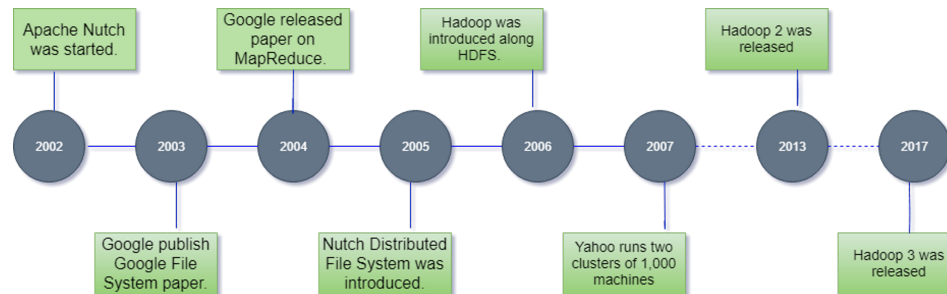 Apache Nutch
was started.
Google released
paper on
MapReduce.
Hadoop was
introduced along
HDFS.
Hadoop 2 was
released
2002
2003
2004
2005
2006
2007
2013
2017
Google publish
Google File
System paper.
Nutch Distributed
File System was
introduced.
Yahoo runs two
clusters of 1,000
machines
Hadoop 3 was
released